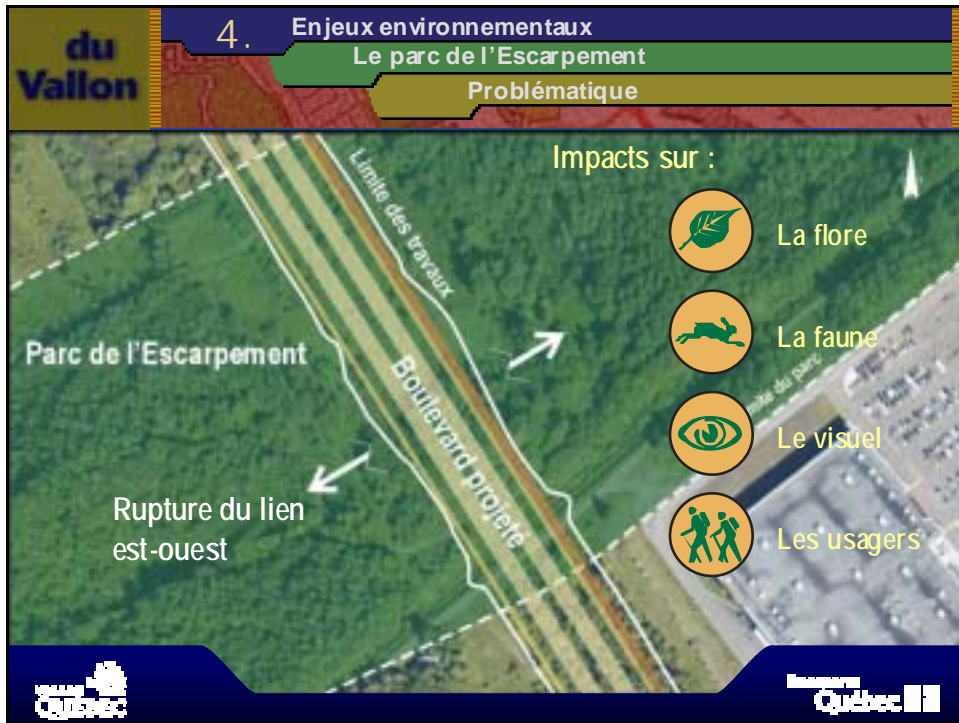 du
Vallon
4.
Enjeux environnementaux
Le parc de l'Escarpement
Problématique
Impacts sur :
Limite des travaux
La flore
La faune
Parc de l'Escarpement
Boulevard projeté
du parc
Le visuel
Rupture du lien
est-ouest
Les usagers
Québec
Québec